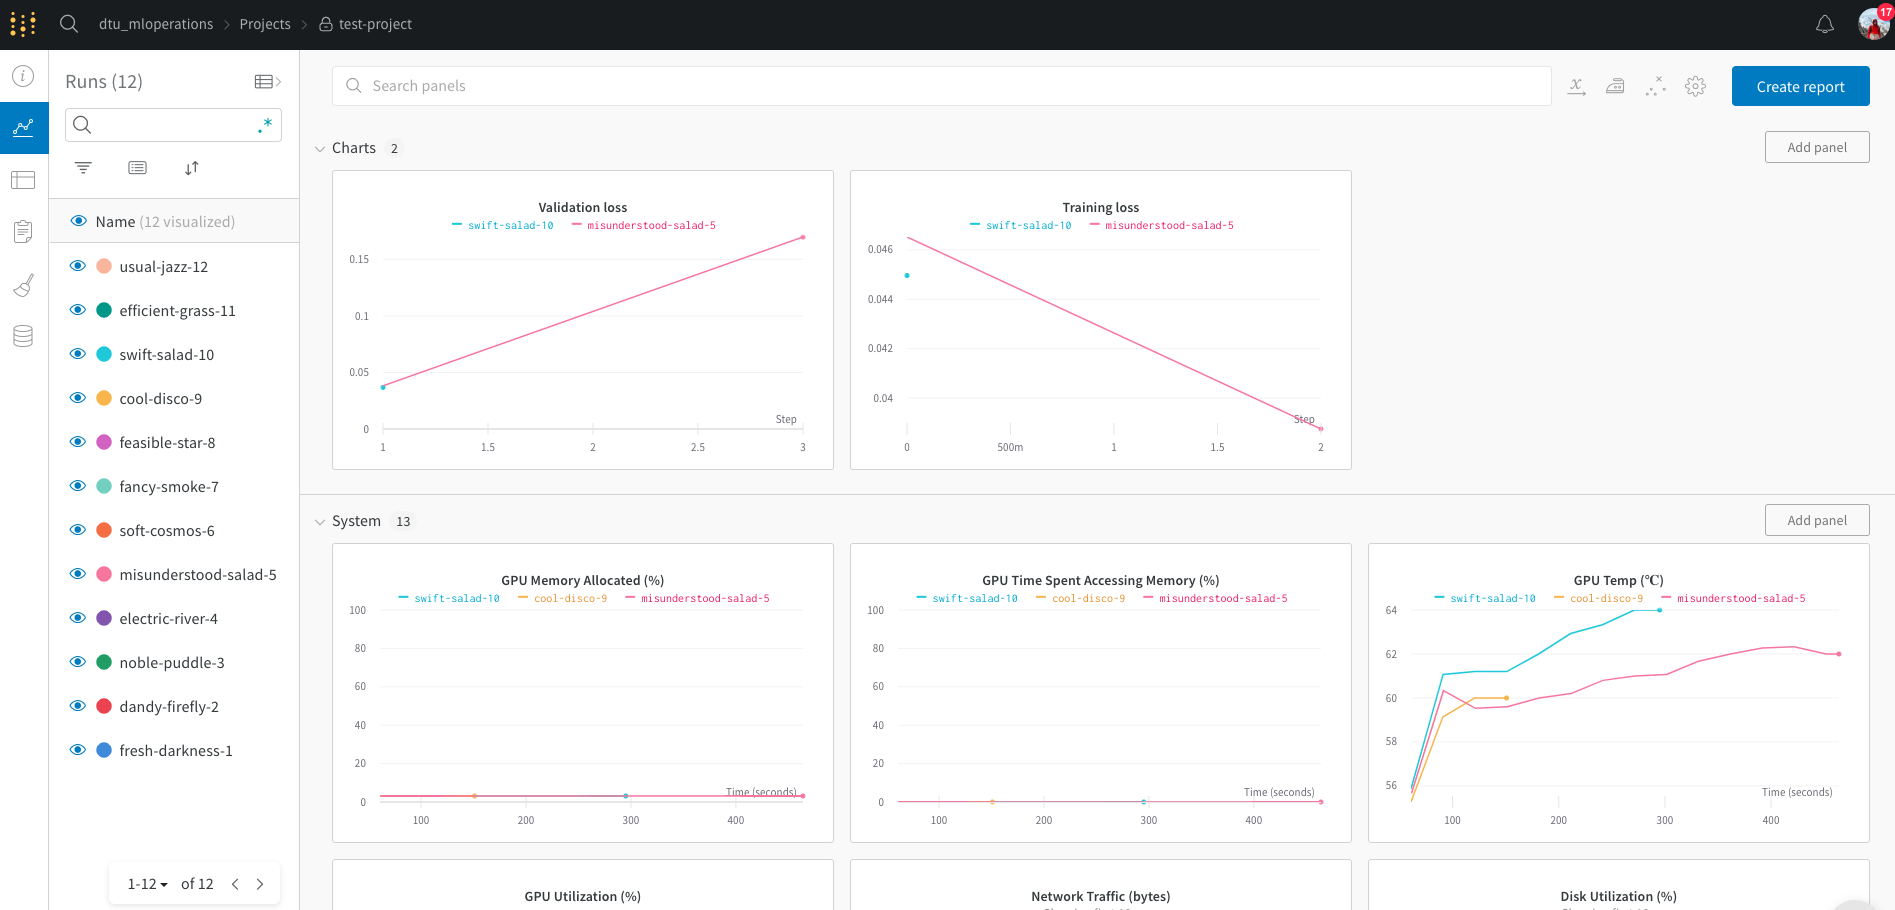 dtu_mloperations > Projects > test-project
17
Runs (12)
.*
Name (12 visualized)
usual-jazz-12
efficient-grass-11
swift-salad-10
cool-disco-9
feasible-star-8
fancy-smoke-7
soft-cosmos-6
misunderstood-salad-5
electric-river-4
noble-puddle-3
dandy-firefly-2
fresh-darkness-1
1-12 of 12
Search panels
Create report
Charts 2
Add panel
Validation loss
swift-salad-10 misunderstood-salad-5
0.15
0.1
0.05
0
Step
1 1.5 2 2.5 3
Training loss
swift-salad-10 misunderstood-salad-5
0.046
0.044
0.042
0.04
Step
0 500m 1 1.5 2
System 13
Add panel
GPU Memory Allocated (%)
swift-salad-10 cool-disco-9 misunderstood-salad-5
100
80
60
40
20
0
Time (seconds)
100 200 300 400
GPU Time Spent Accessing Memory (%)
swift-salad-10 cool-disco-9 misunderstood-salad-5
100
80
60
40
20
0
Time (seconds)
100 200 300 400
GPU Temp (℃)
swift-salad-10 cool-disco-9 misunderstood-salad-5
64
62
60
58
56
Time (seconds)
100 200 300 400
GPU Utilization (%)
Network Traffic (bytes)
Disk Utilization (%)